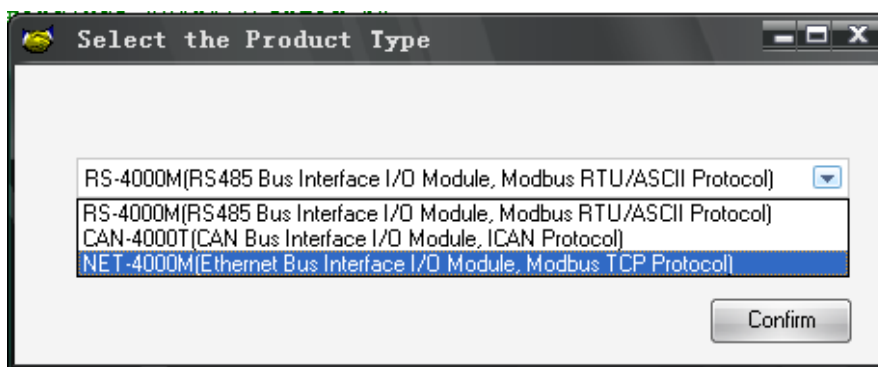 Select the Product Type
RS-4000M(RS485 Bus Interface I/O Module, Modbus RTU/ASCII Protocol)
RS-4000M(RS485 Bus Interface I/O Module, Modbus RTU/ASCII Protocol)
CAN-4000T(CAN Bus Interface I/O Module, ICAN Protocol)
NET-4000M(Ethernet Bus Interface I/O Module, Modbus TCP Protocol)
Confirm